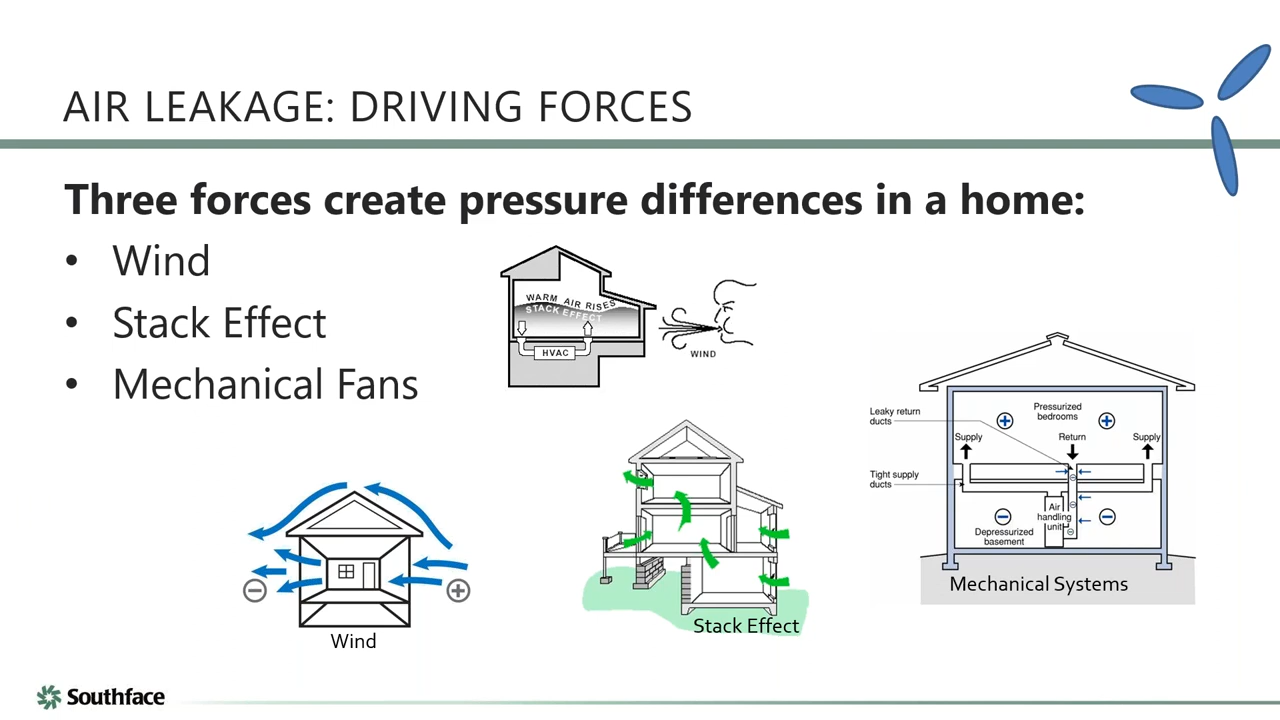 AIR LEAKAGE: DRIVING FORCES
Three forces create pressure differences in a home:
• Wind
• Stack Effect
• Mechanical Fans
WARM AIR RISES
STACK EFFECT
HVAC
WIND
Wind
Stack Effect
Leaky return
ducts
Pressurized
bedrooms
Supply
Return
Supply
Tight supply
ducts
Air
handling
unit
Depressurized
basement
Mechanical Systems
Southface